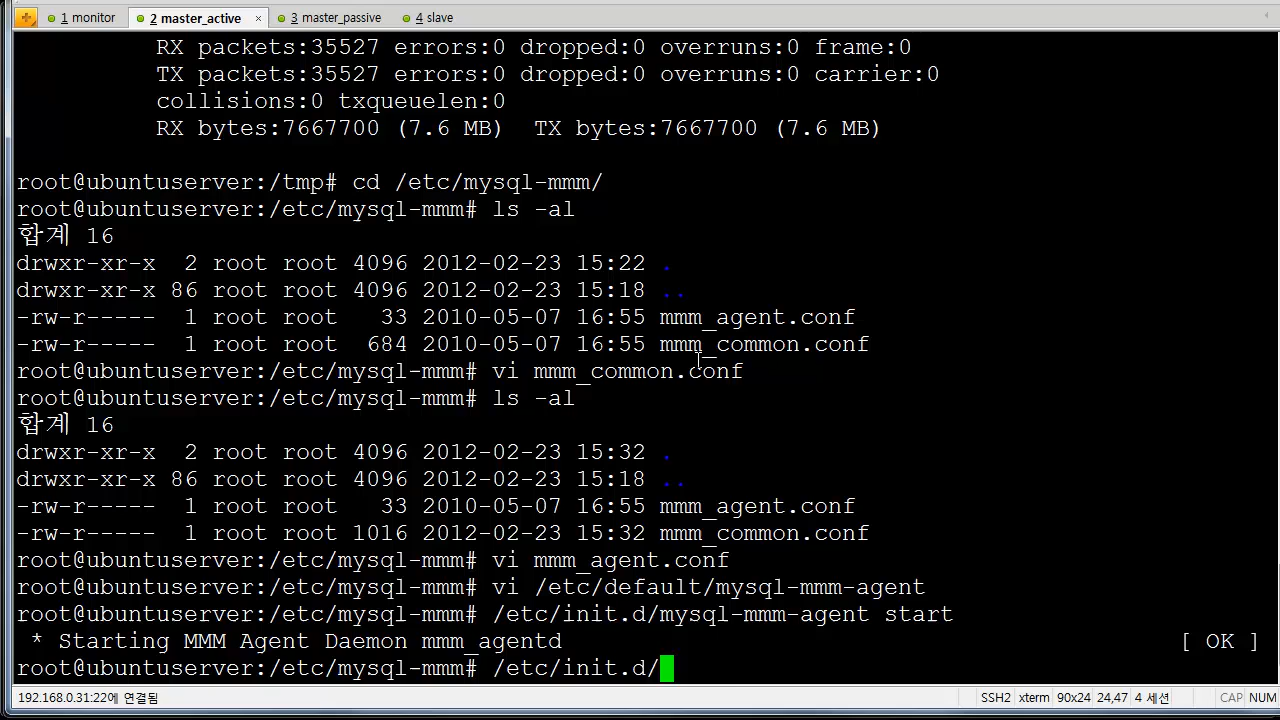 1 monitor 2 master_active × 3 master_passive 4 slave
RX packets:35527 errors:0 dropped:0 overruns:0 frame:0
TX packets:35527 errors:0 dropped:0 overruns:0 carrier:0
collisions:0 txqueuelen:0
RX bytes:7667700 (7.6 MB)  TX bytes:7667700 (7.6 MB)
root@ubuntuserver:/tmp# cd /etc/mysql-mmm/
root@ubuntuserver:/etc/mysql-mmm# ls -al
합계 16
drwxr-xr-x  2 root root 4096 2012-02-23 15:22 .
drwxr-xr-x 86 root root 4096 2012-02-23 15:18 ..
-rw-r-----  1 root root   33 2010-05-07 16:55 mmm_agent.conf
-rw-r-----  1 root root  684 2010-05-07 16:55 mmm_common.conf
root@ubuntuserver:/etc/mysql-mmm# vi mmm_common.conf
root@ubuntuserver:/etc/mysql-mmm# ls -al
합계 16
drwxr-xr-x  2 root root 4096 2012-02-23 15:32 .
drwxr-xr-x 86 root root 4096 2012-02-23 15:18 ..
-rw-r-----  1 root root   33 2010-05-07 16:55 mmm_agent.conf
-rw-r-----  1 root root 1016 2012-02-23 15:32 mmm_common.conf
root@ubuntuserver:/etc/mysql-mmm# vi mmm_agent.conf
root@ubuntuserver:/etc/mysql-mmm# vi /etc/default/mysql-mmm-agent
root@ubuntuserver:/etc/mysql-mmm# /etc/init.d/mysql-mmm-agent start
 * Starting MMM Agent Daemon mmm_agentd [ OK ]
root@ubuntuserver:/etc/mysql-mmm# /etc/init.d/
192.168.0.31:22에 연결됨 SSH2 xterm 90x24 24,47 4 세션 CAP NUM